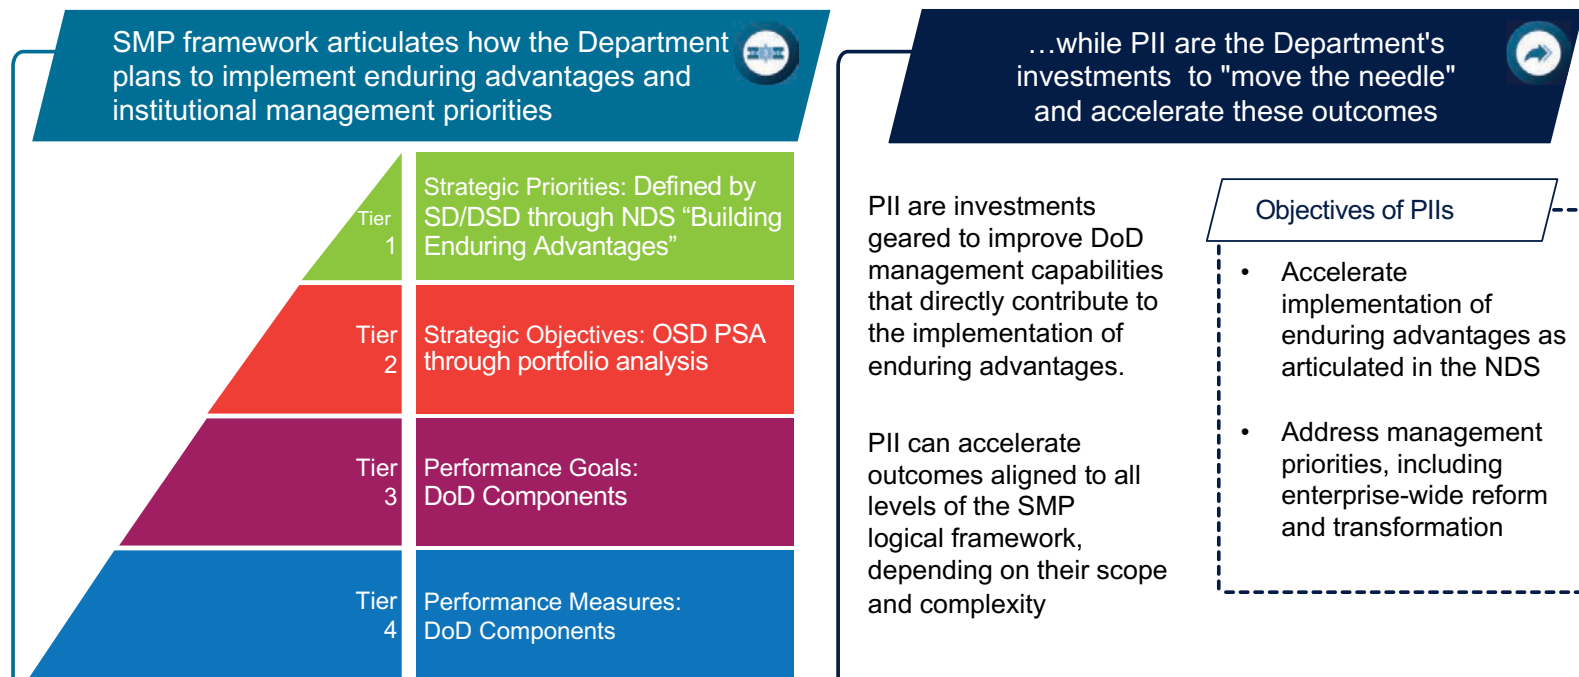 SMP framework articulates how the Department
plans to implement enduring advantages and
institutional management priorities
Tier
1
Strategic Priorities: Defined by
SD/DSD through NDS “Building
Enduring Advantages”
Tier
2
Strategic Objectives: OSD PSA
through portfolio analysis
Tier
3
Performance Goals:
DoD Components
Tier
4
Performance Measures:
DoD Components
…while PII are the Department's
investments  to "move the needle"
and accelerate these outcomes
PII are investments
geared to improve DoD
management capabilities
that directly contribute to
the implementation of
enduring advantages.
PII can accelerate
outcomes aligned to all
levels of the SMP
logical framework,
depending on their scope
and complexity
Objectives of PIIs
• Accelerate
implementation of
enduring advantages as
articulated in the NDS
• Address management
priorities, including
enterprise-wide reform
and transformation